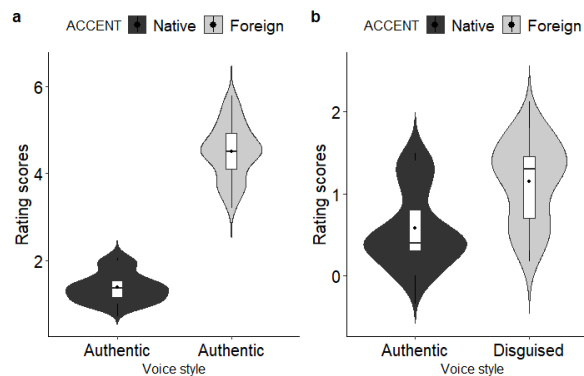 a
ACCENT Native Foreign
Rating scores
6
4
2
Authentic Authentic
Voice style
b
ACCENT Native Foreign
Rating scores
2
1
0
Authentic Disguised
Voice style